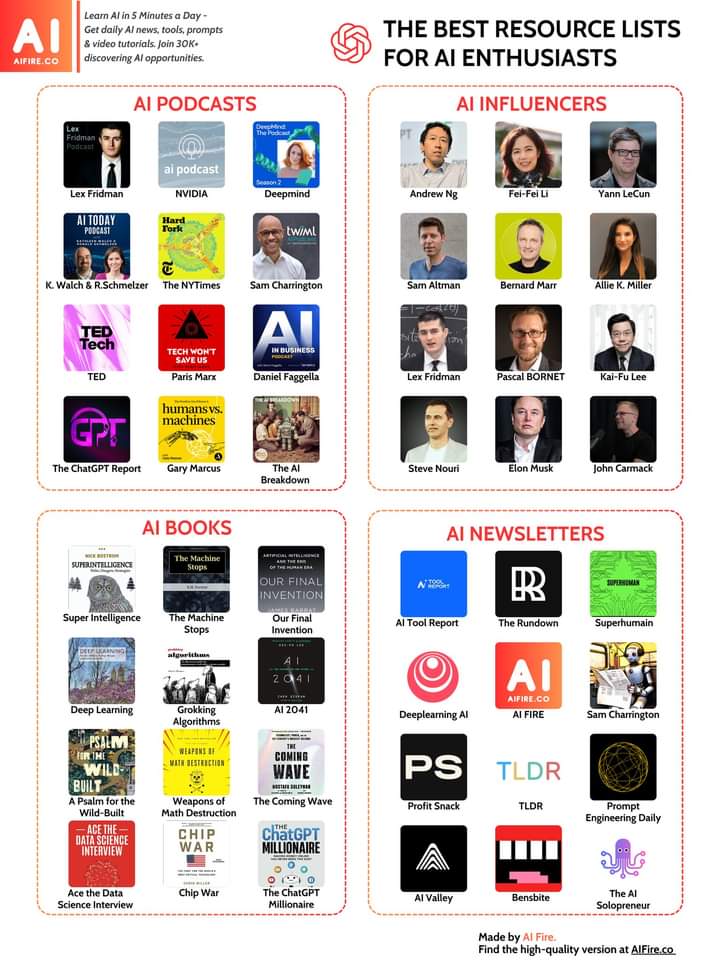 AI
AIFIRE.CO
Learn AI in 5 Minutes a Day -
Get daily AI news, tools, prompts
& video tutorials. Join 30K+
discovering AI opportunities.
THE BEST RESOURCE LISTS
FOR AI ENTHUSIASTS
AI PODCASTS
Lex
Fridman
Podcast
Lex Fridman
ai podcast
NVIDIA
DeepMind:
The Podcast
Season 2
Deepmind
AI TODAY
PODCAST
K. Walch & R.Schmelzer
Hard
Fork
The NYTimes
twiml
Sam Charrington
TED
Tech
TED
TECH WON'T
SAVE US
Paris Marx
AI
IN BUSINESS
PODCAST
Daniel Faggella
GPT
The ChatGPT Report
humans vs.
machines
Gary Marcus
THE AI BREAKDOWN
The AI
Breakdown
AI INFLUENCERS
Andrew Ng
Fei-Fei Li
Yann LeCun
Sam Altman
Bernard Marr
Allie K. Miller
Lex Fridman
Pascal BORNET
Kai-Fu Lee
Steve Nouri
Elon Musk
John Carmack
AI BOOKS
NICK BOSTROM
SUPERINTELLIGENCE
Super Intelligence
The Machine
Stops
The Machine
Stops
ARTIFICIAL INTELLIGENCE
AND THE END
OF THE HUMAN ERA
OUR FINAL
INVENTION
JAMES BARRAT
Our Final
Invention
DEEP LEARNING
Deep Learning
grokking
algorithms
Grokking
Algorithms
AI
2041
AI 2041
PSALM
FOR THE
WILD-
BUILT
A Psalm for the
Wild-Built
WEAPONS OF
MATH DESTRUCTION
Weapons of
Math Destruction
THE
COMING
WAVE
MUSTAFA SULEYMAN
The Coming Wave
ACE THE
DATA SCIENCE
INTERVIEW
Ace the Data
Science Interview
CHIP
WAR
CHRIS MILLER
Chip War
THE
ChatGPT
MILLIONAIRE
The ChatGPT
Millionaire
AI NEWSLETTERS
TOOL
REPORT
AI Tool Report
The Rundown
SUPERHUMAN
Superhumain
Deeplearning AI
AI
AIFIRE.CO
AI FIRE
Sam Charrington
PS
Profit Snack
TLDR
TLDR
Prompt
Engineering Daily
AI Valley
Bensbite
The AI
Solopreneur
Made by AI Fire.
Find the high-quality version at AIFire.co